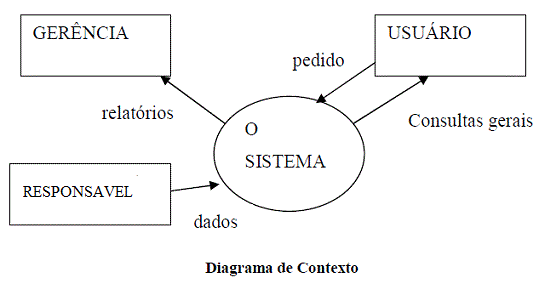 GERÊNCIA
USUÁRIO
pedido
relatórios
Consultas gerais
O
SISTEMA
RESPONSAVEL
dados
Diagrama de Contexto